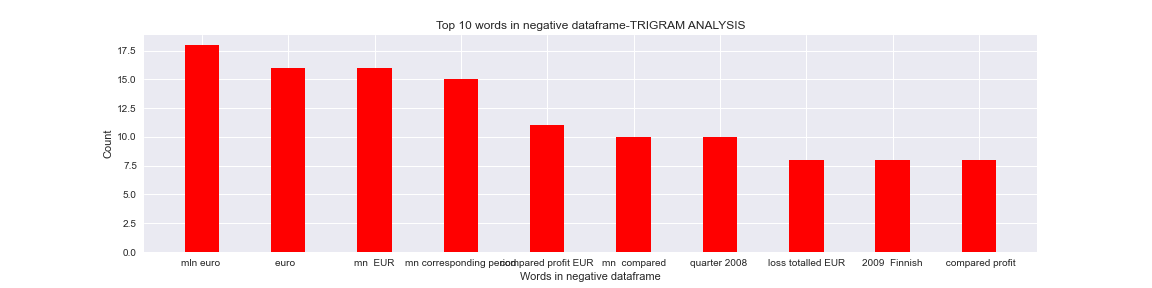 Top 10 words in negative dataframe-TRIGRAM ANALYSIS
17.5
15.0
12.5
10.0
7.5
5.0
2.5
0.0
Count
mln euro euro mn EUR mn corresponding period compared profit EUR mn compared quarter 2008 loss totalled EUR 2009 Finnish compared profit
Words in negative dataframe